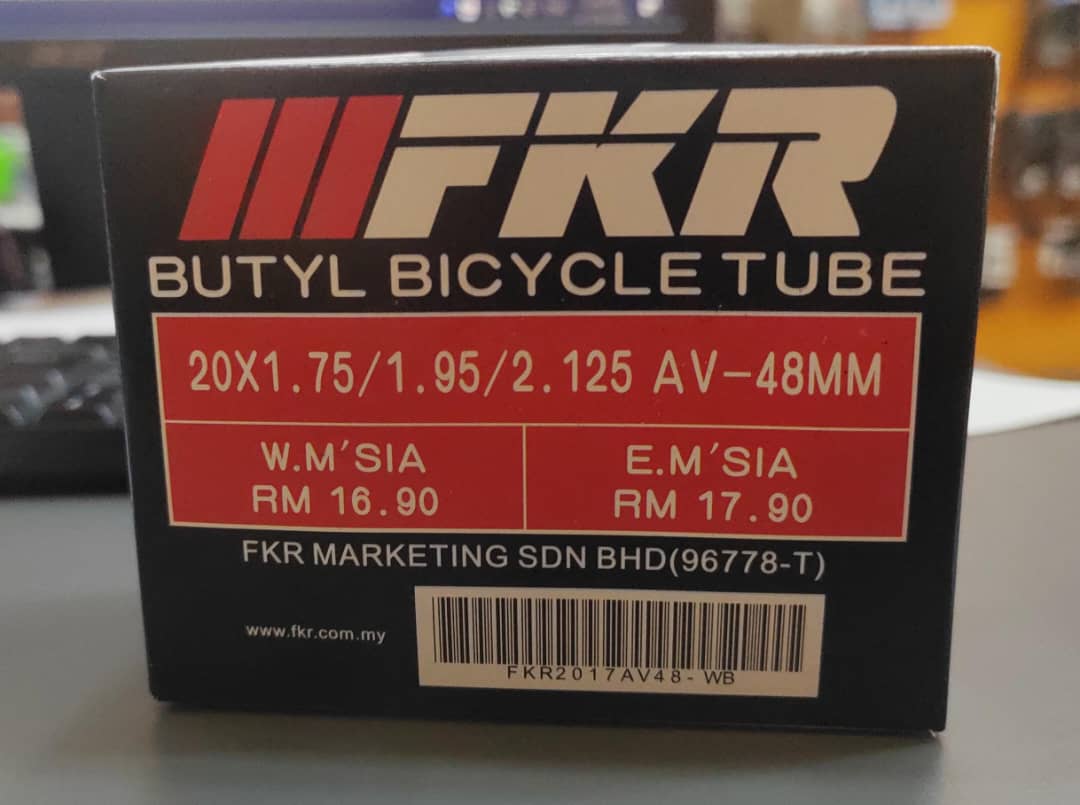 FKR
BUTYL BICYCLE TUBE
20X1.75/1.95/2.125 AV-48MM
W.M'SIA
RM 16.90
E.M'SIA
RM 17.90
FKR MARKETING SDN BHD(96778-T)
www.fkr.com.my
FKR2017AV48-WB